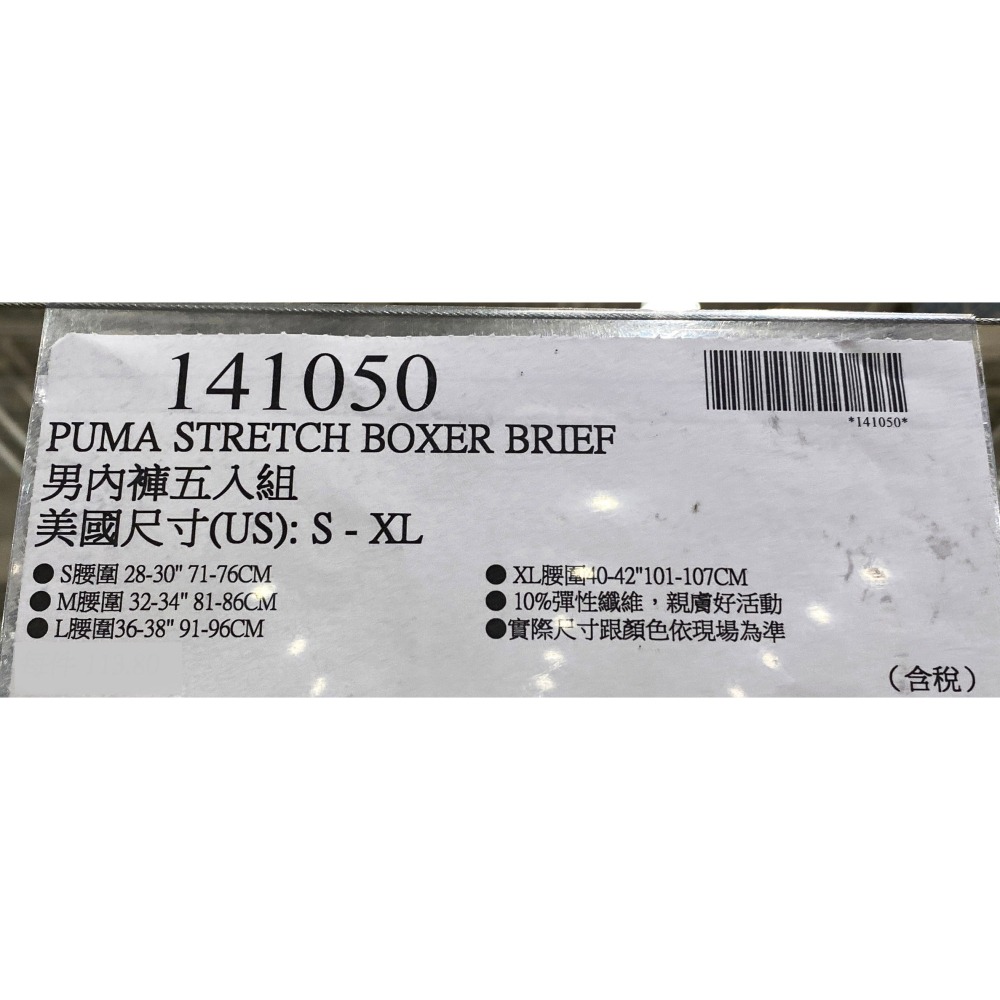 141050
*141050*
PUMA STRETCH BOXER BRIEF
男內褲五入組
美國尺寸(US): S - XL
● S腰圍 28-30" 71-76CM
● M腰圍 32-34" 81-86CM
● L腰圍36-38" 91-96CM
● XL腰圍40-42"101-107CM
● 10%彈性纖維，親膚好活動
●實際尺寸跟顏色依現場為準
（含稅）